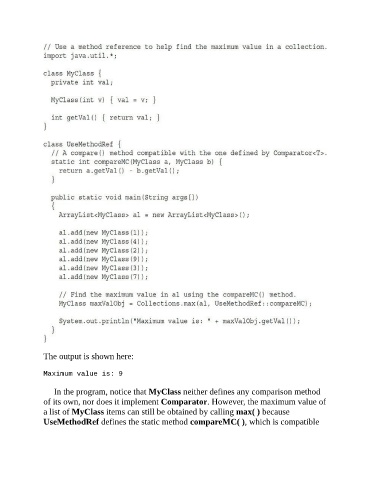 // Use a method reference to help find the maximum value in a collection.
import java.util.*;
class MyClass {
private int val;
MyClass(int v) { val = v; }
int getVal() { return val; }
}
class UseMethodRef {
// A compare() method compatible with the one defined by Comparator<T>.
static int compareMC(MyClass a, MyClass b) {
return a.getVal() - b.getVal();
}
public static void main(String args[])
{
ArrayList<MyClass> al = new ArrayList<MyClass>();
al.add(new MyClass(1));
al.add(new MyClass(4));
al.add(new MyClass(2));
al.add(new MyClass(9));
al.add(new MyClass(3));
al.add(new MyClass(7));
// Find the maximum value in al using the compareMC() method.
MyClass maxValObj = Collections.max(al, UseMethodRef::compareMC);
System.out.println("Maximum value is: " + maxValObj.getVal());
}
}
The output is shown here:
Maximum value is: 9
In the program, notice that MyClass neither defines any comparison method
of its own, nor does it implement Comparator. However, the maximum value of
a list of MyClass items can still be obtained by calling max( ) because
UseMethodRef defines the static method compareMC( ), which is compatible